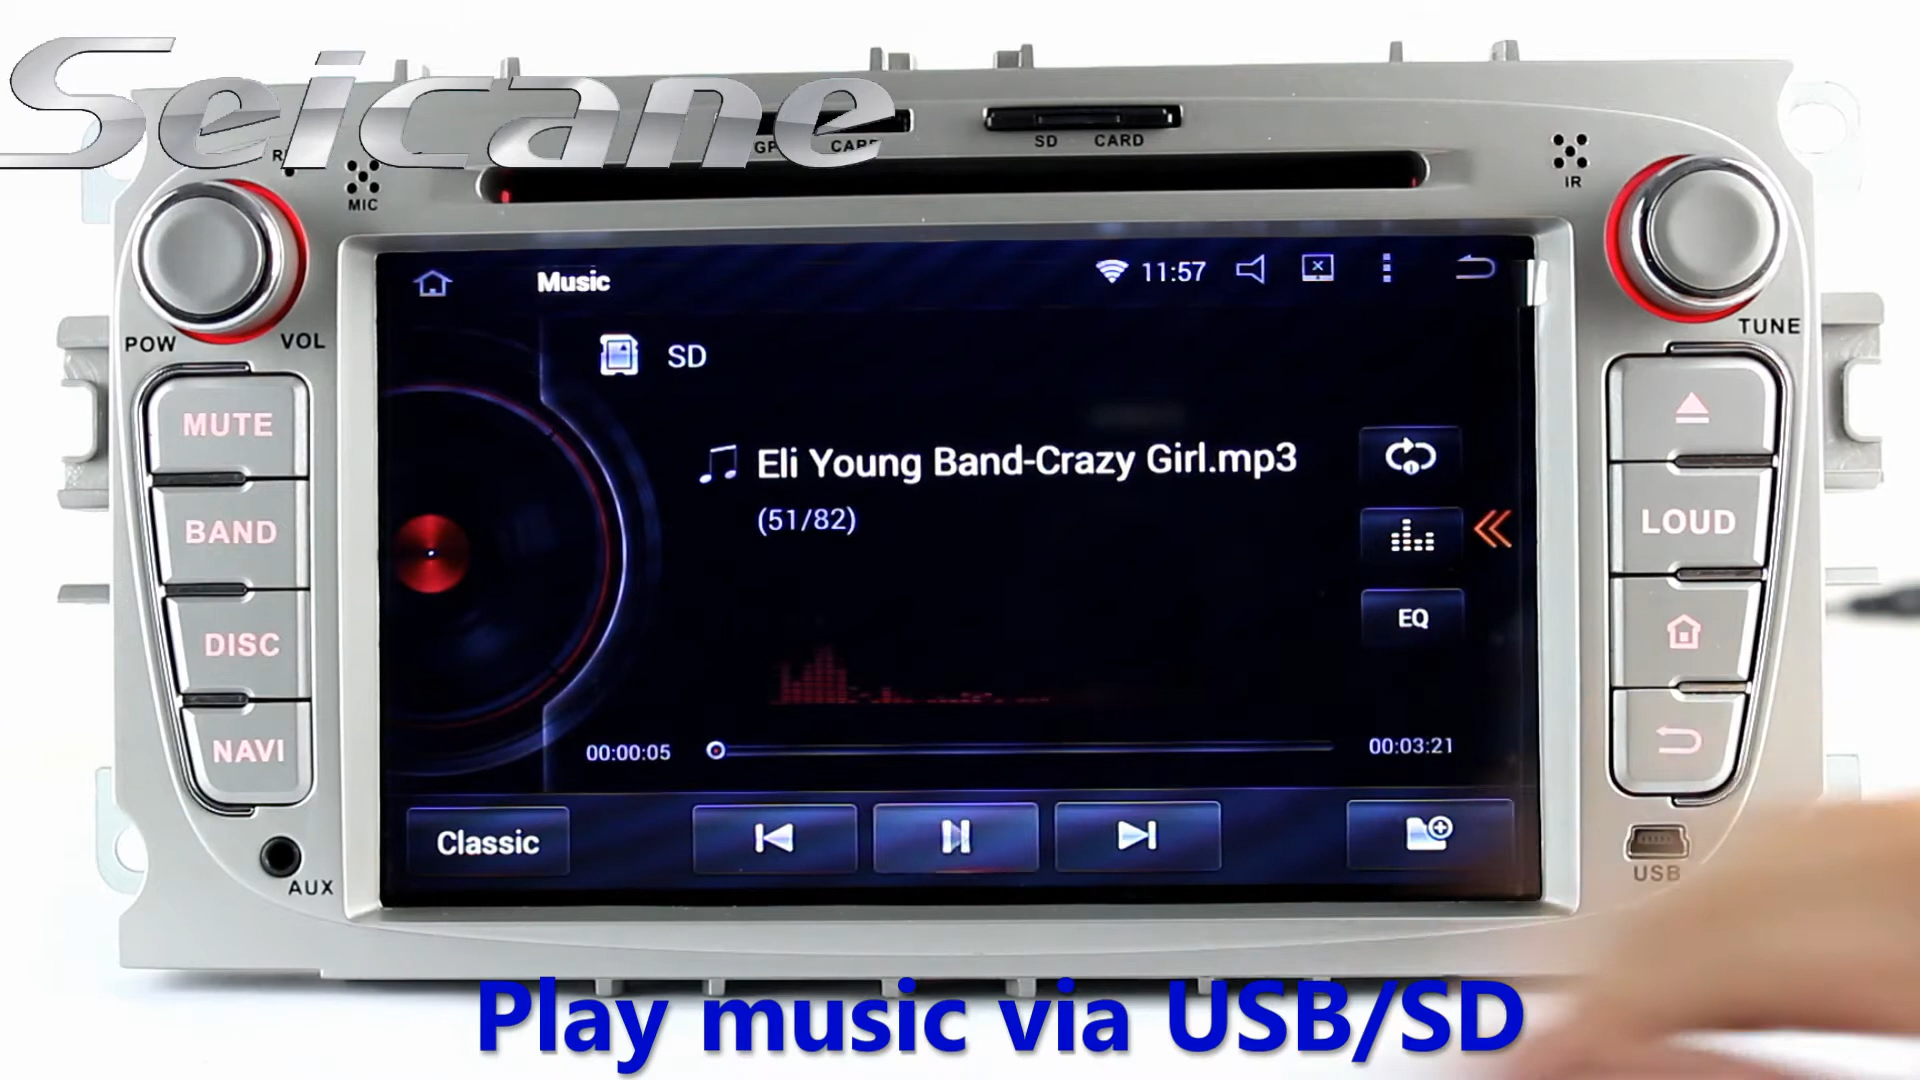 Seicane
GPS CARD
SD CARD
MIC
IR
POW
VOL
TUNE
Music
11:57
SD
MUTE
BAND
DISC
NAVI
AUX
Eli Young Band-Crazy Girl.mp3
(51/82)
EQ
LOUD
00:00:05
00:03:21
Classic
USB
Play music via USB/SD